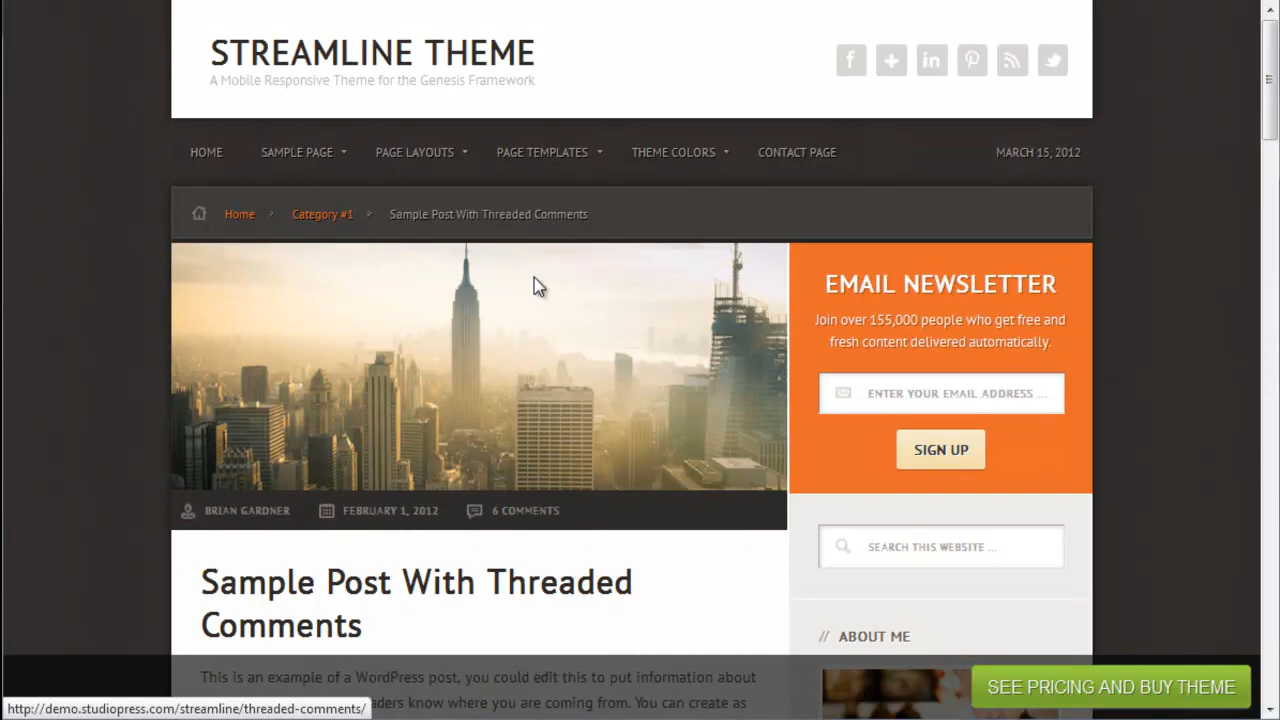 STREAMLINE THEME
A Mobile Responsive Theme for the Genesis Framework
f
in
HOME SAMPLE PAGE PAGE LAYOUTS PAGE TEMPLATES THEME COLORS CONTACT PAGE MARCH 15, 2012
Home Category #1 Sample Post With Threaded Comments
EMAIL NEWSLETTER
Join over 155,000 people who get free and
fresh content delivered automatically.
ENTER YOUR EMAIL ADDRESS ...
SIGN UP
BRIAN GARDNER FEBRUARY 1, 2012 6 COMMENTS
SEARCH THIS WEBSITE ...
Sample Post With Threaded
Comments
// ABOUT ME
This is an example of a WordPress post, you could edit this to put information about
readers know where you are coming from. You can create as
SEE PRICING AND BUY THEME
http://demo.studiopress.com/streamline/threaded-comments/